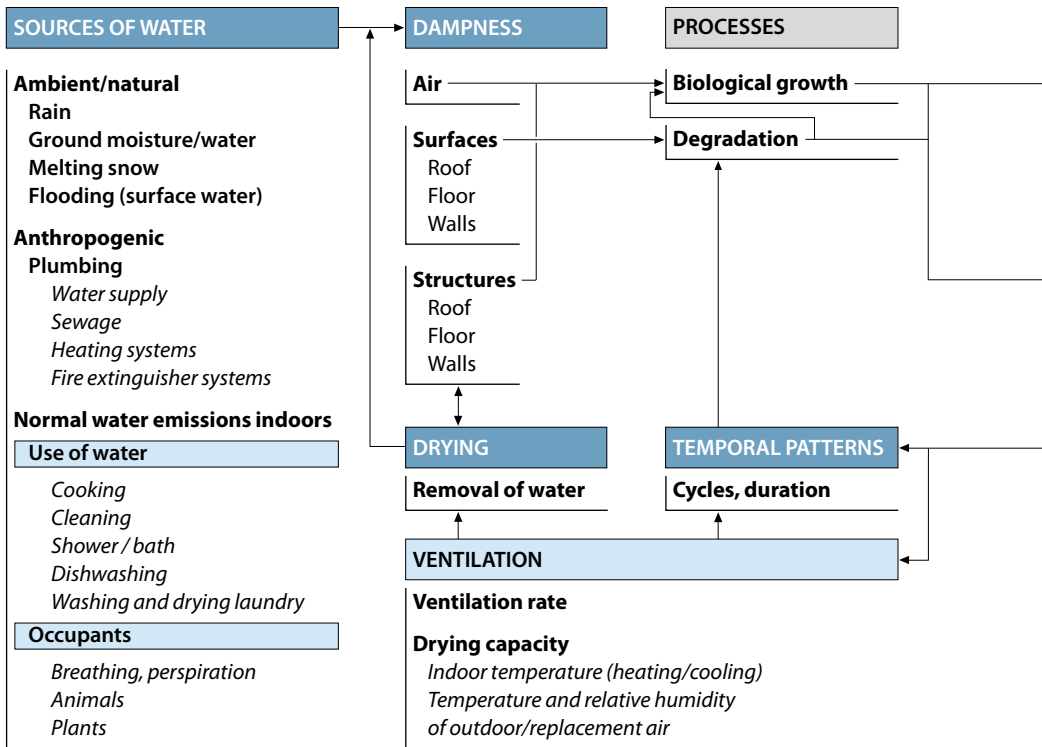 SOURCES OF WATER
Ambient/natural
Rain
Ground moisture/water
Melting snow
Flooding (surface water)
Anthropogenic
Plumbing
Water supply
Sewage
Heating systems
Fire extinguisher systems
Normal water emissions indoors
Use of water
Cooking
Cleaning
Shower / bath
Dishwashing
Washing and drying laundry
Occupants
Breathing, perspiration
Animals
Plants
DAMPNESS
Air
Surfaces
Roof
Floor
Walls
Structures
Roof
Floor
Walls
DRYING
Removal of water
PROCESSES
Biological growth
Degradation
TEMPORAL PATTERNS
Cycles, duration
VENTILATION
Ventilation rate
Drying capacity
Indoor temperature (heating/cooling)
Temperature and relative humidity
of outdoor/replacement air